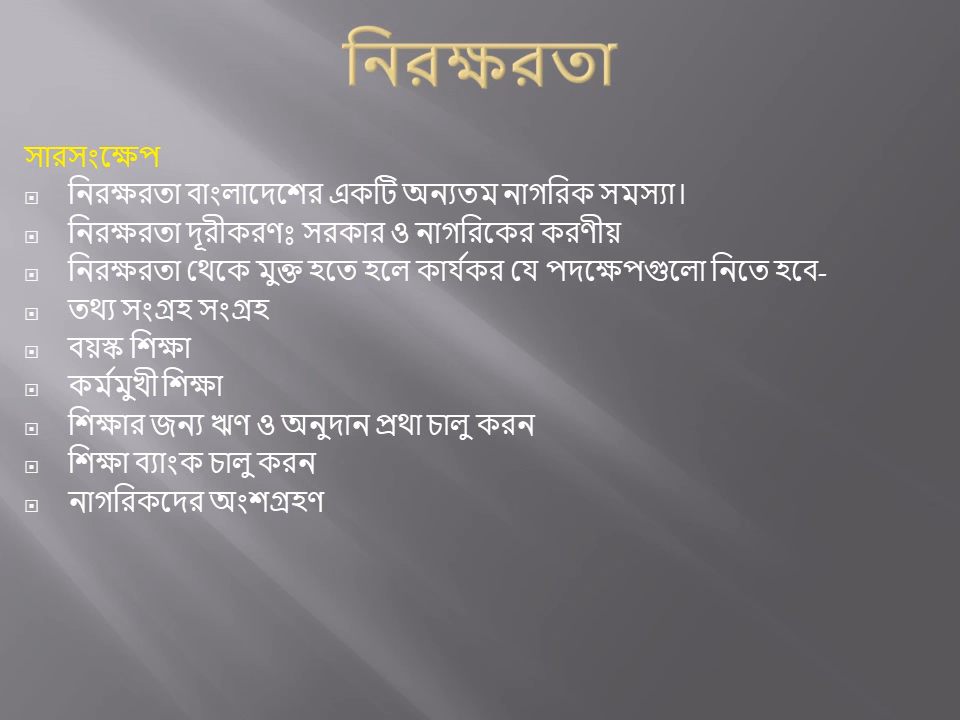 নিরক্ষরতা
সারসংক্ষেপ
নিরক্ষরতা বাংলাদেশের একটি অন্যতম নাগরিক সমস্যা।
নিরক্ষরতা দূরীকরণঃ সরকার ও নাগরিকের করণীয়
নিরক্ষরতা থেকে মুক্ত হতে হলে কার্যকর যে পদক্ষেপগুলো নিতে হবে-
তথ্য সংগ্রহ সংগ্রহ
বয়স্ক শিক্ষা
কর্মমুখী শিক্ষা
শিক্ষার জন্য ঋণ ও অনুদান প্রথা চালু করন
শিক্ষা ব্যাংক চালু করন
নাগরিকদের অংশগ্রহণ